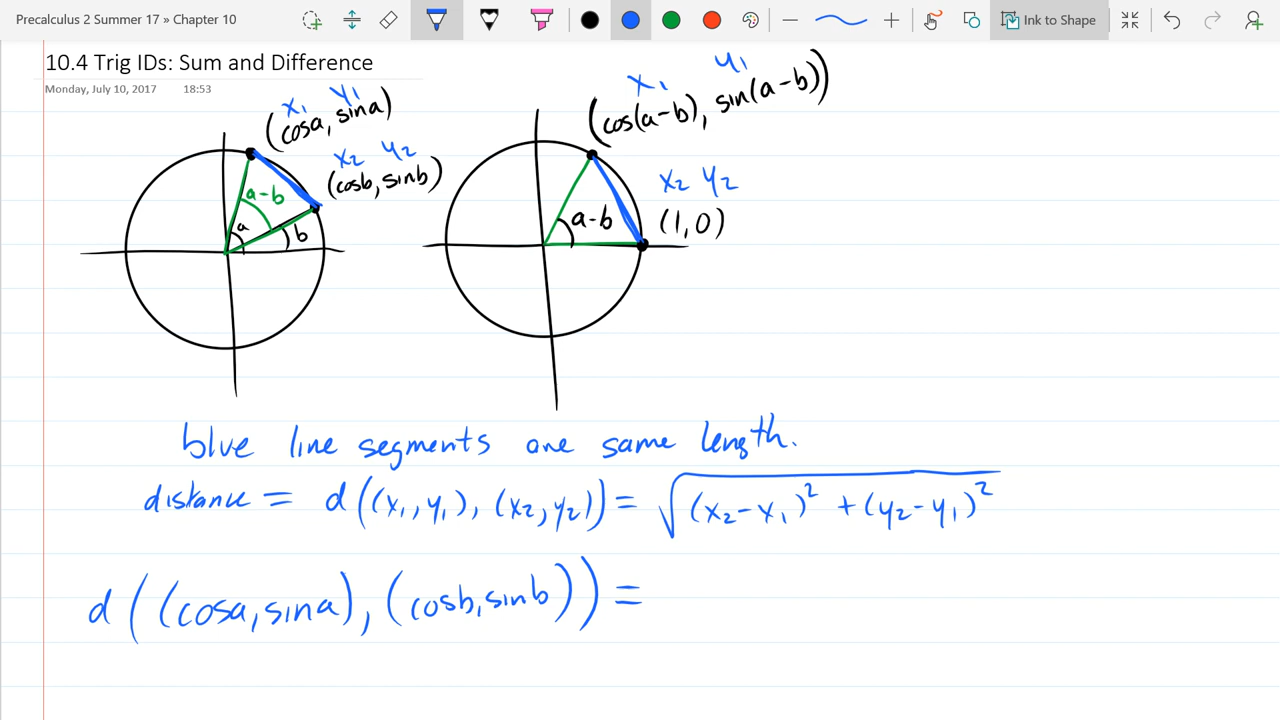 Precalculus 2 Summer 17 » Chapter 10
Ink to Shape
10.4 Trig IDs: Sum and Difference
Monday, July 10, 2017 18:53
x₁ y₁
(cosa, sina)
x₂ y₂
(cosb, sinb)
a-b
a
b
x₁ y₁
(cos(a-b), sin(a-b))
x₂ y₂
(1,0)
a-b
blue line segments are same length.
distance = d((x₁,y₁), (x₂,y₂)) = √(x₂-x₁)² + (y₂-y₁)²
d((cosa,sina), (cosb,sinb)) =